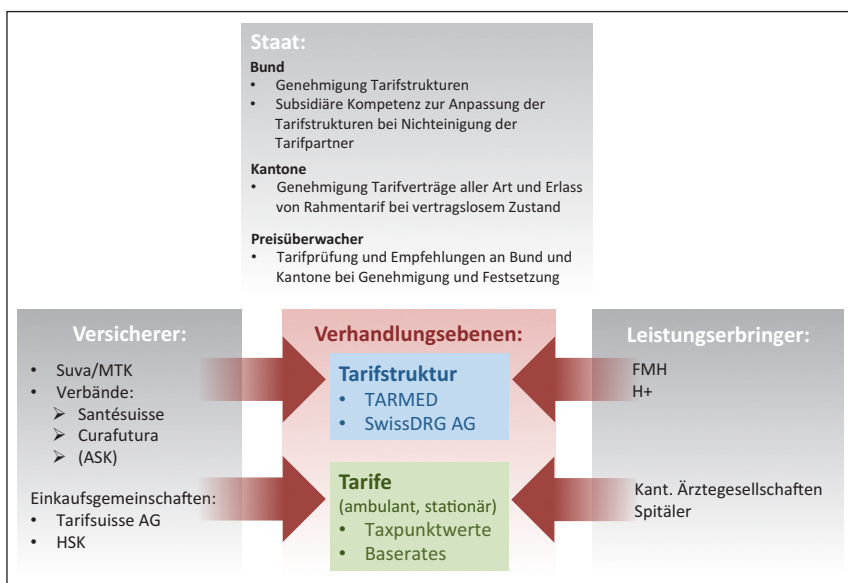 Staat:
Bund
• Genehmigung Tarifstrukturen
• Subsidiäre Kompetenz zur Anpassung der
Tarifstrukturen bei Nichteinigung der
Tarifpartner
Kantone
• Genehmigung Tarifverträge aller Art und Erlass
von Rahmentarif bei vertragslosem Zustand
Preisüberwacher
• Tarifprüfung und Empfehlungen an Bund und
Kantone bei Genehmigung und Festsetzung
Versicherer:
• Suva/MTK
• Verbände:
➢ Santésuisse
➢ Curafutura
➢ (ASK)
Einkaufsgemeinschaften:
• Tarifsuisse AG
• HSK
Verhandlungsebenen:
Tarifstruktur
• TARMED
• SwissDRG AG
Tarife
(ambulant, stationär)
• Taxpunktwerte
• Baserates
Leistungserbringer:
FMH
H+
Kant. Ärztegesellschaften
Spitäler